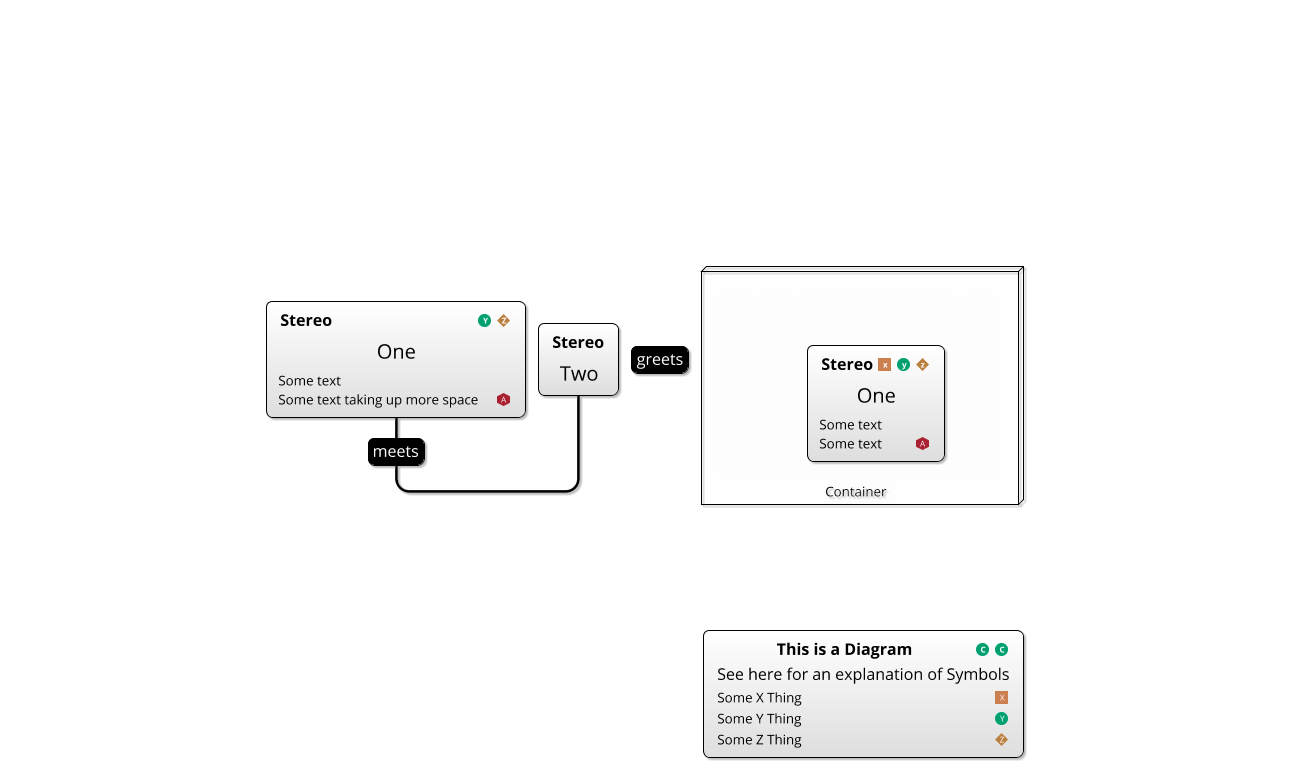 Stereo Y Z
One
Some text
Some text taking up more space A
meets
Stereo
Two
greets
Stereo x y z
One
Some text
Some text A
Container
This is a Diagram C C
See here for an explanation of Symbols
Some X Thing X
Some Y Thing Y
Some Z Thing Z